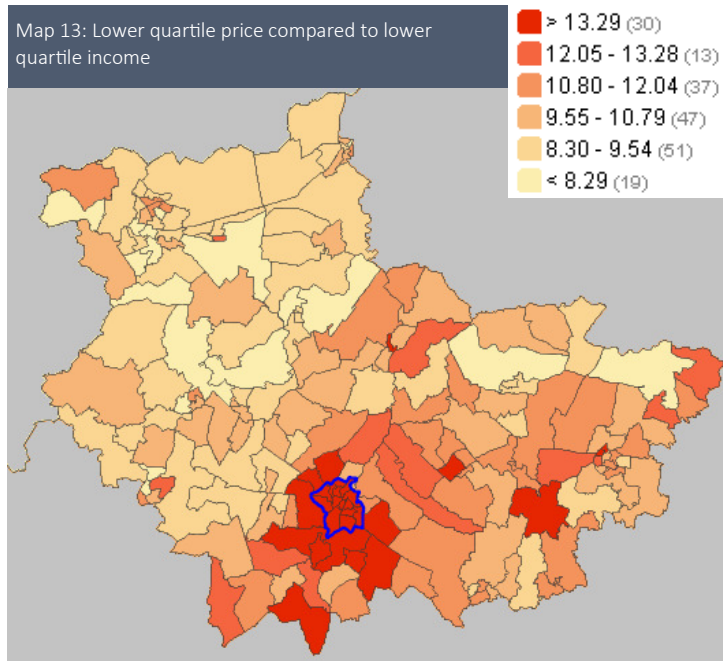 Map 13: Lower quartile price compared to lower
quartile income
> 13.29 (30)
12.05 - 13.28 (13)
10.80 - 12.04 (37)
9.55 - 10.79 (47)
8.30 - 9.54 (51)
< 8.29 (19)